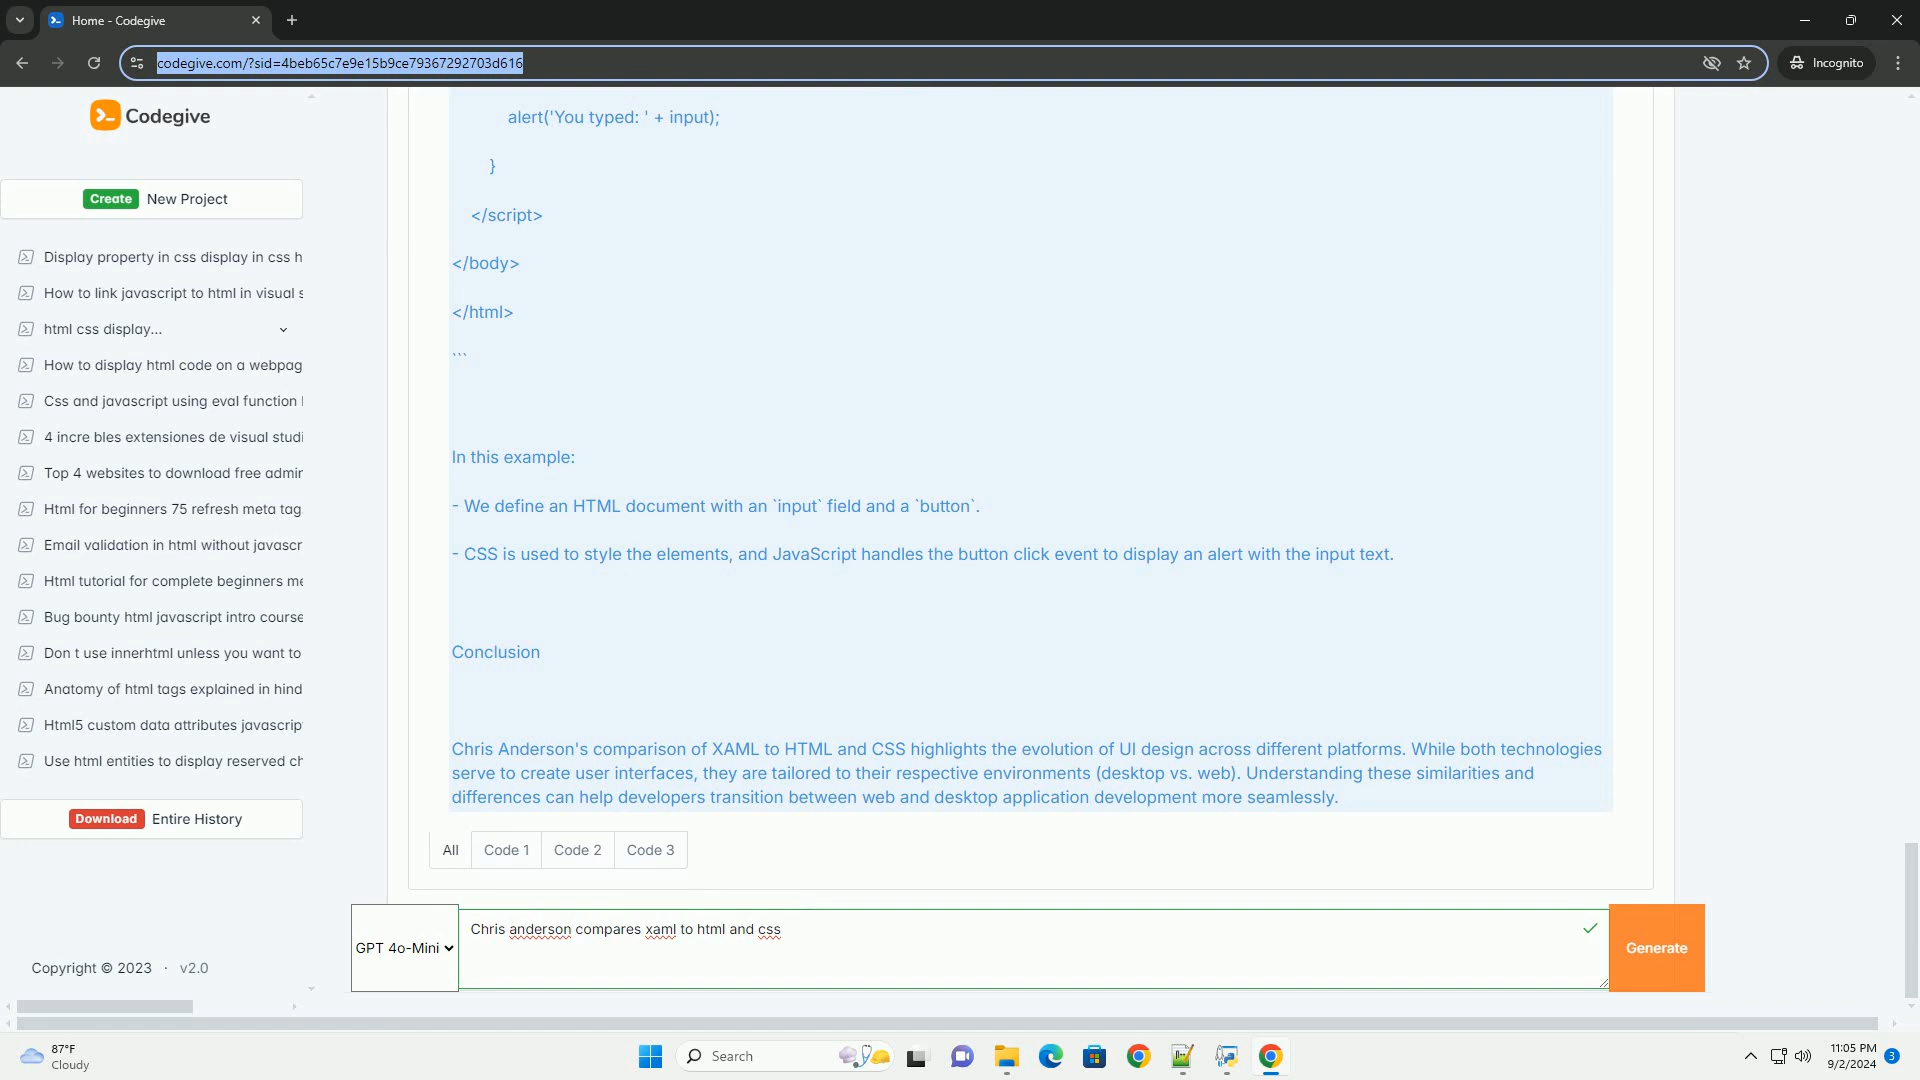 Home - Codegive
codegive.com/?sid=4beb65c7e9e15b9ce79367292703d616
Incognito
Codegive
Create New Project
Display property in css display in css h
How to link javascript to html in visual s
html css display...
How to display html code on a webpag
Css and javascript using eval function
4 incre bles extensiones de visual studi
Top 4 websites to download free admin
Html for beginners 75 refresh meta tag
Email validation in html without javascr
Html tutorial for complete beginners me
Bug bounty html javascript intro course
Don t use innerhtml unless you want to
Anatomy of html tags explained in hind
Html5 custom data attributes javascrip
Use html entities to display reserved ch
Download Entire History
Copyright © 2023 · v2.0
alert('You typed: ' + input);
}
</script>
</body>
</html>
```
In this example:
- We define an HTML document with an `input` field and a `button`.
- CSS is used to style the elements, and JavaScript handles the button click event to display an alert with the input text.
Conclusion
Chris Anderson's comparison of XAML to HTML and CSS highlights the evolution of UI design across different platforms. While both technologies
serve to create user interfaces, they are tailored to their respective environments (desktop vs. web). Understanding these similarities and
differences can help developers transition between web and desktop application development more seamlessly.
All Code 1 Code 2 Code 3
GPT 4o-Mini
Chris anderson compares xaml to html and css
Generate
87°F
Cloudy
Search
11:05 PM
9/2/2024
3